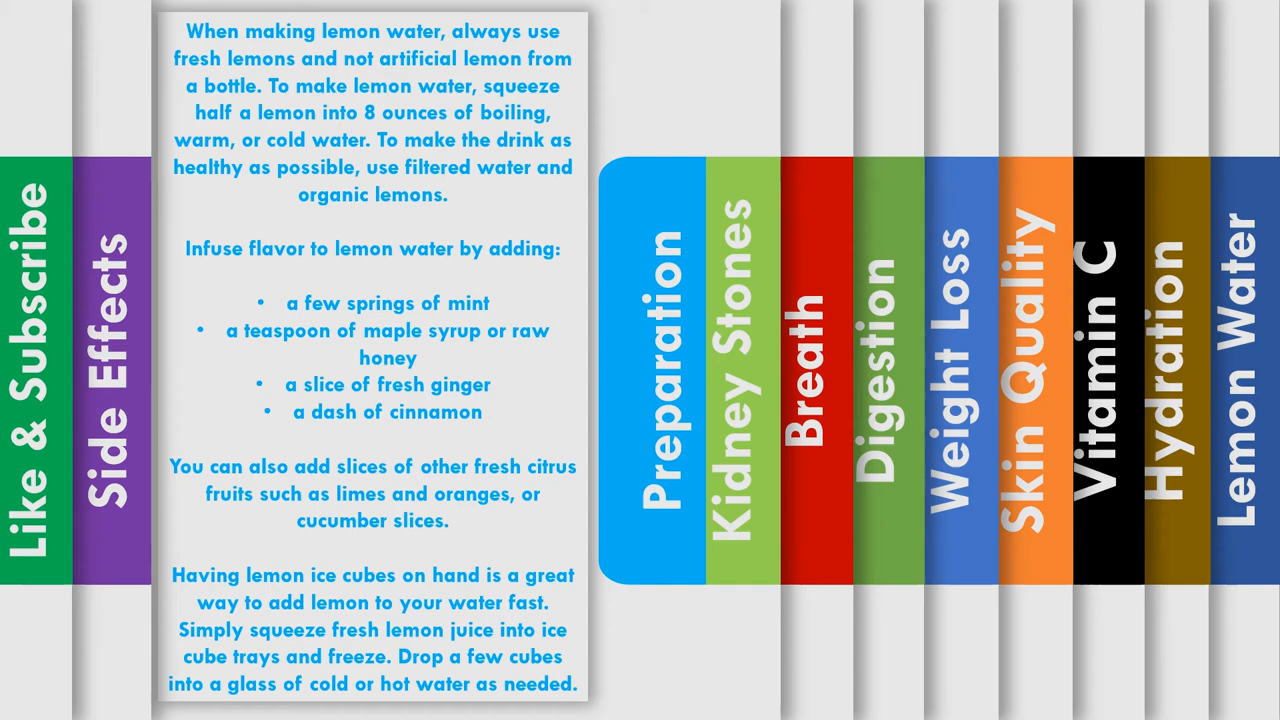 Like & Subscribe
Side Effects
When making lemon water, always use
fresh lemons and not artificial lemon from
a bottle. To make lemon water, squeeze
half a lemon into 8 ounces of boiling,
warm, or cold water. To make the drink as
healthy as possible, use filtered water and
organic lemons.
Infuse flavor to lemon water by adding:
• a few springs of mint
• a teaspoon of maple syrup or raw
honey
• a slice of fresh ginger
• a dash of cinnamon
You can also add slices of other fresh citrus
fruits such as limes and oranges, or
cucumber slices.
Having lemon ice cubes on hand is a great
way to add lemon to your water fast.
Simply squeeze fresh lemon juice into ice
cube trays and freeze. Drop a few cubes
into a glass of cold or hot water as needed.
Preparation
Kidney Stones
Breath
Digestion
Weight Loss
Skin Quality
Vitamin C
Hydration
Lemon Water